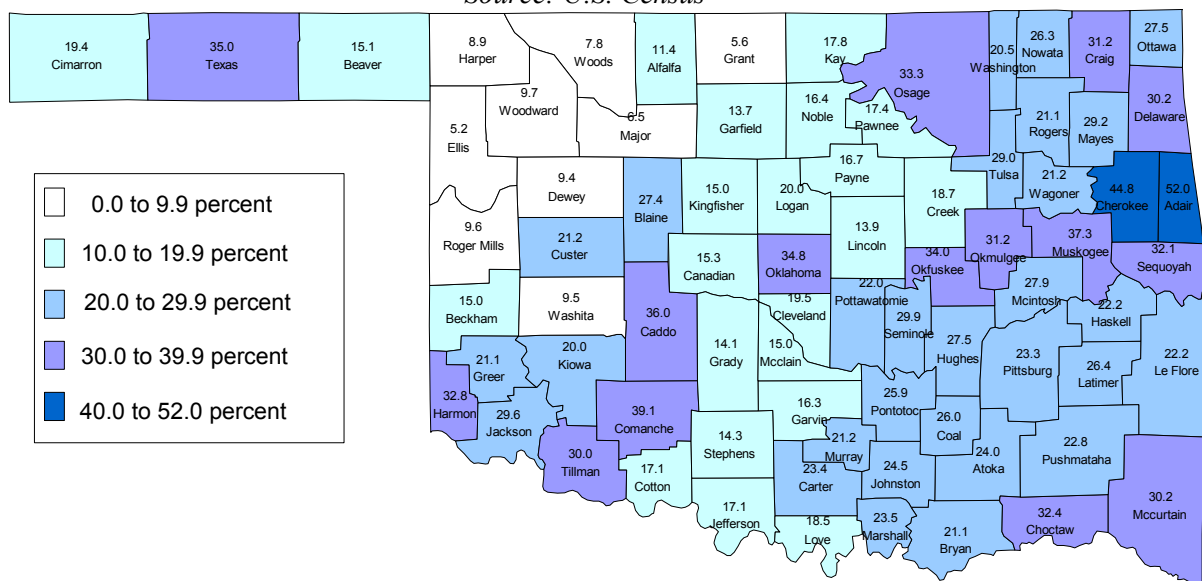 Source: U.S. Census
19.4
Cimarron
35.0
Texas
15.1
Beaver
8.9
Harper
7.8
Woods
11.4
Alfalfa
5.6
Grant
17.8
Kay
33.3
Osage
20.5
Washington
26.3
Nowata
31.2
Craig
27.5
Ottawa
9.7
Woodward
6.5
Major
13.7
Garfield
16.4
Noble
17.4
Pawnee
21.1
Rogers
29.2
Mayes
30.2
Delaware
5.2
Ellis
9.4
Dewey
27.4
Blaine
15.0
Kingfisher
20.0
Logan
16.7
Payne
18.7
Creek
29.0
Tulsa
21.2
Wagoner
44.8
Cherokee
52.0
Adair
0.0 to 9.9 percent
10.0 to 19.9 percent
20.0 to 29.9 percent
30.0 to 39.9 percent
40.0 to 52.0 percent
9.6
Roger Mills
21.2
Custer
15.3
Canadian
34.8
Oklahoma
13.9
Lincoln
34.0
Okfuskee
31.2
Okmulgee
37.3
Muskogee
32.1
Sequoyah
15.0
Beckham
9.5
Washita
36.0
Caddo
14.1
Grady
19.5
Cleveland
15.0
Mcclain
22.0
Pottawatomie
29.9
Seminole
27.5
Hughes
27.9
Mcintosh
22.2
Haskell
23.3
Pittsburg
26.4
Latimer
22.2
Le Flore
32.8
Harmon
21.1
Greer
20.0
Kiowa
29.6
Jackson
30.0
Tillman
39.1
Comanche
17.1
Cotton
14.3
Stephens
16.3
Garvin
21.2
Murray
25.9
Pontotoc
26.0
Coal
24.0
Atoka
22.8
Pushmataha
17.1
Jefferson
23.4
Carter
24.5
Johnston
18.5
Love
23.5
Marshall
21.1
Bryan
32.4
Choctaw
30.2
Mccurtain